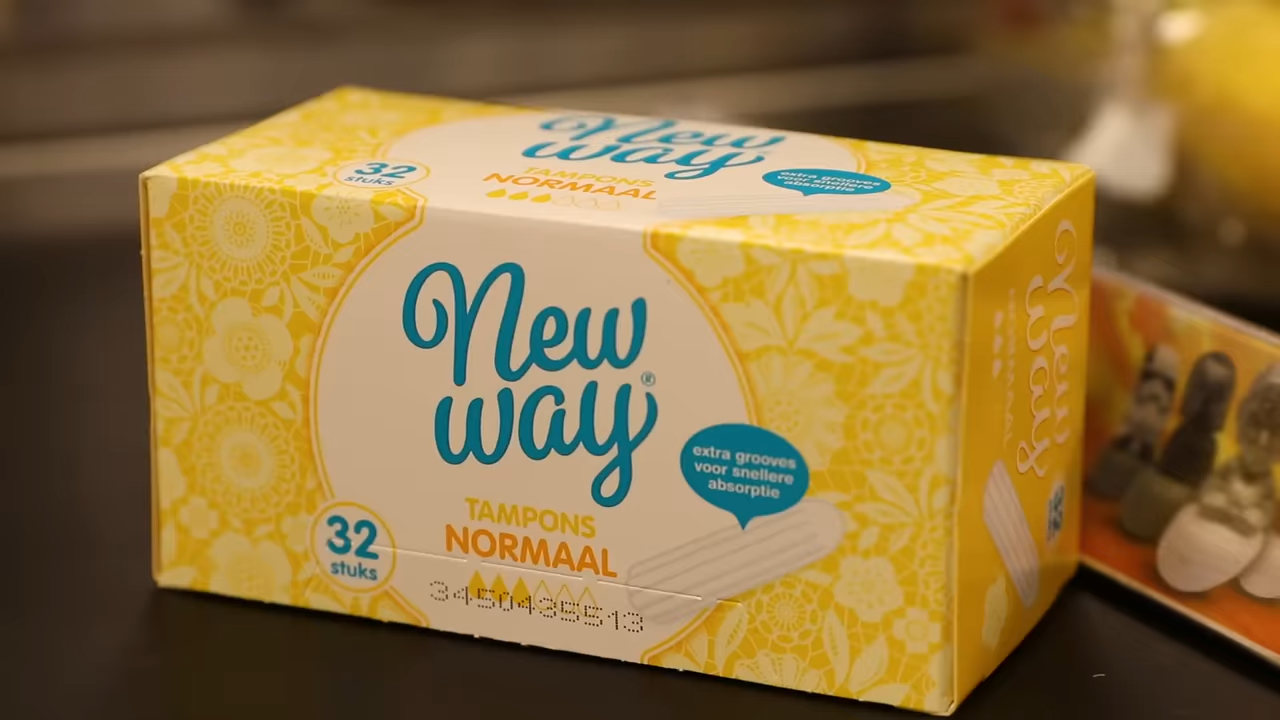 New
way
32
stuks
TAMPONS
NORMAAL
extra grooves
voor snellere
absorptie
New
way®
extra grooves
voor snellere
absorptie
TAMPONS
NORMAAL
32
stuks
3450435513
New
way
NORMAAL